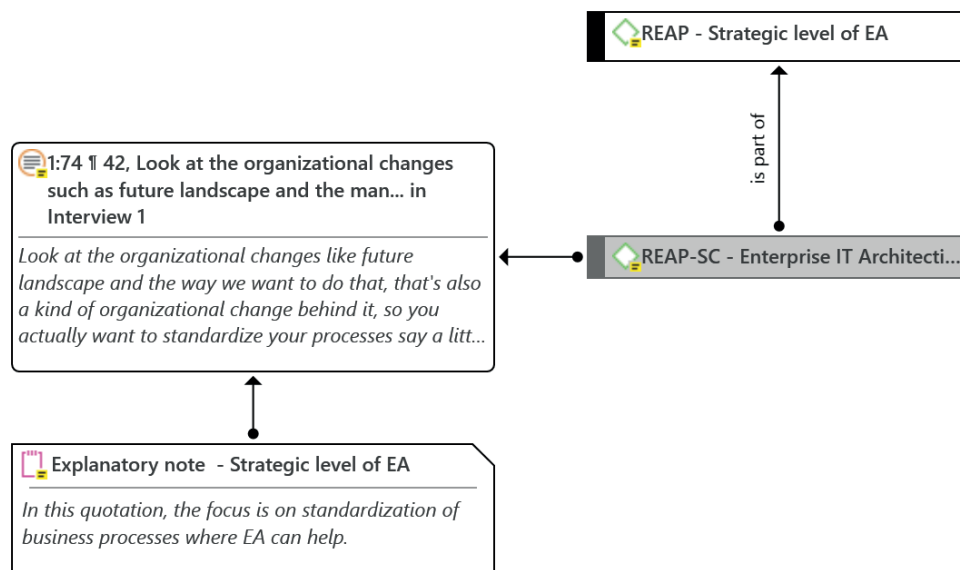 REAP - Strategic level of EA
is part of
1:74 ¶ 42, Look at the organizational changes
such as future landscape and the man... in
Interview 1
Look at the organizational changes like future
landscape and the way we want to do that, that's also
a kind of organizational change behind it, so you
actually want to standardize your processes say a litt...
REAP-SC - Enterprise IT Architecti...
Explanatory note - Strategic level of EA
In this quotation, the focus is on standardization of
business processes where EA can help.